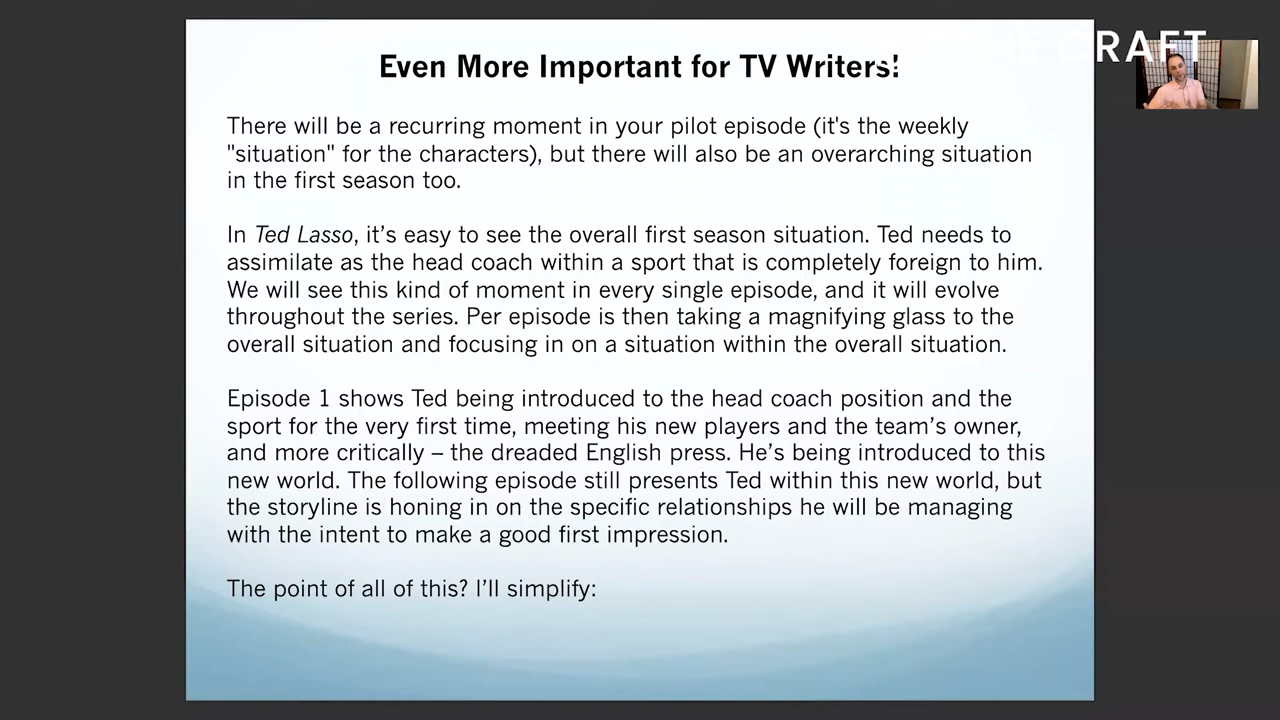 Even More Important for TV Writers!
THE CRAFT
There will be a recurring moment in your pilot episode (it's the weekly
"situation" for the characters), but there will also be an overarching situation
in the first season too.
In Ted Lasso, it’s easy to see the overall first season situation. Ted needs to
assimilate as the head coach within a sport that is completely foreign to him.
We will see this kind of moment in every single episode, and it will evolve
throughout the series. Per episode is then taking a magnifying glass to the
overall situation and focusing in on a situation within the overall situation.
Episode 1 shows Ted being introduced to the head coach position and the
sport for the very first time, meeting his new players and the team’s owner,
and more critically – the dreaded English press. He’s being introduced to this
new world. The following episode still presents Ted within this new world, but
the storyline is honing in on the specific relationships he will be managing
with the intent to make a good first impression.
The point of all of this? I’ll simplify: